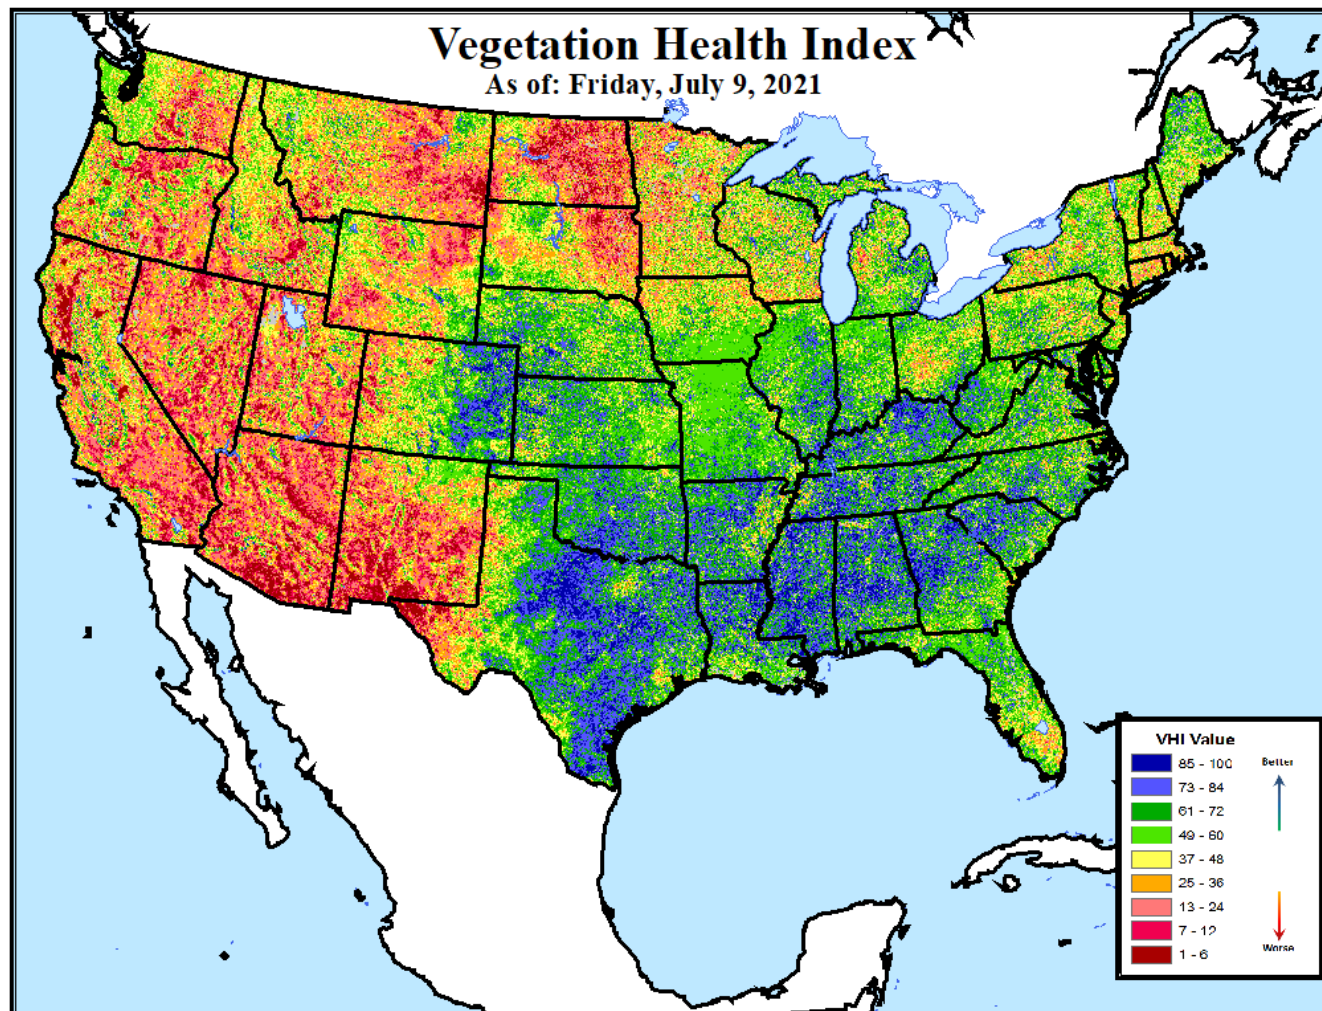 Vegetation Health Index
As of: Friday, July 9, 2021
VHI Value
85 - 100
73 - 84
61 - 72
49 - 60
37 - 48
25 - 36
13 - 24
7 - 12
1 - 6
Better
Worse